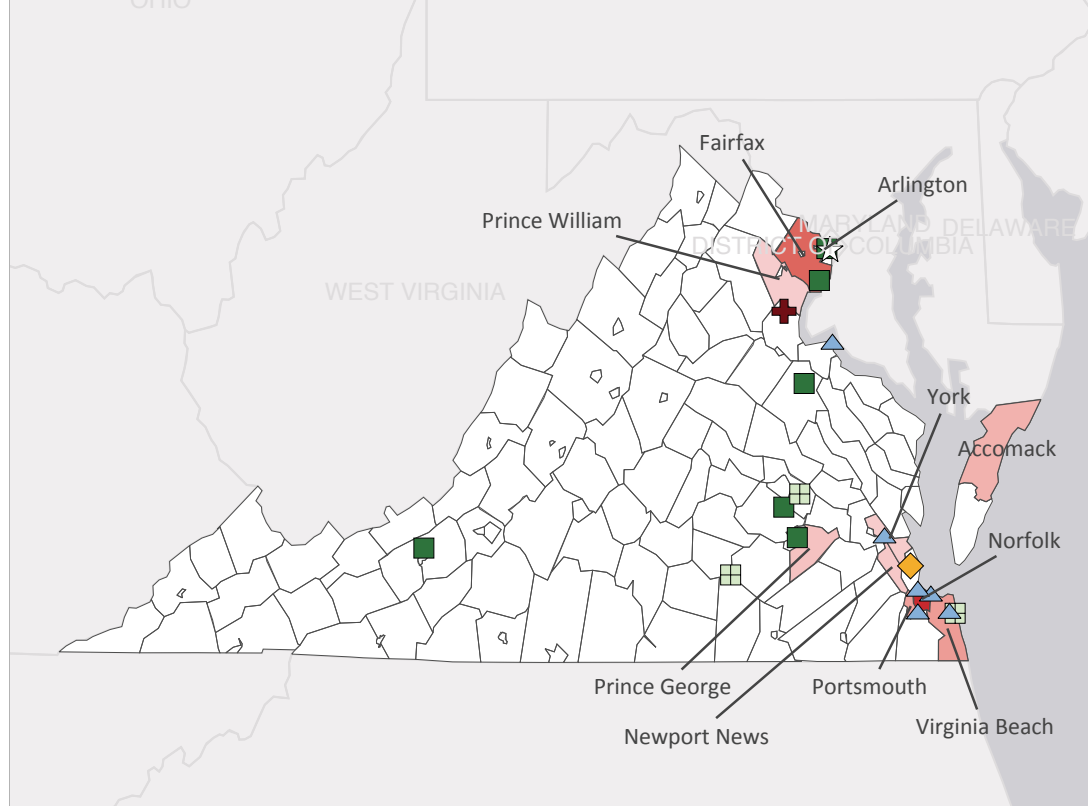 OHIO
Fairfax
Arlington
Prince William
MARYLAND
DELAWARE
DISTRICT OF COLUMBIA
WEST VIRGINIA
York
Accomack
Norfolk
Prince George
Portsmouth
Virginia Beach
Newport News